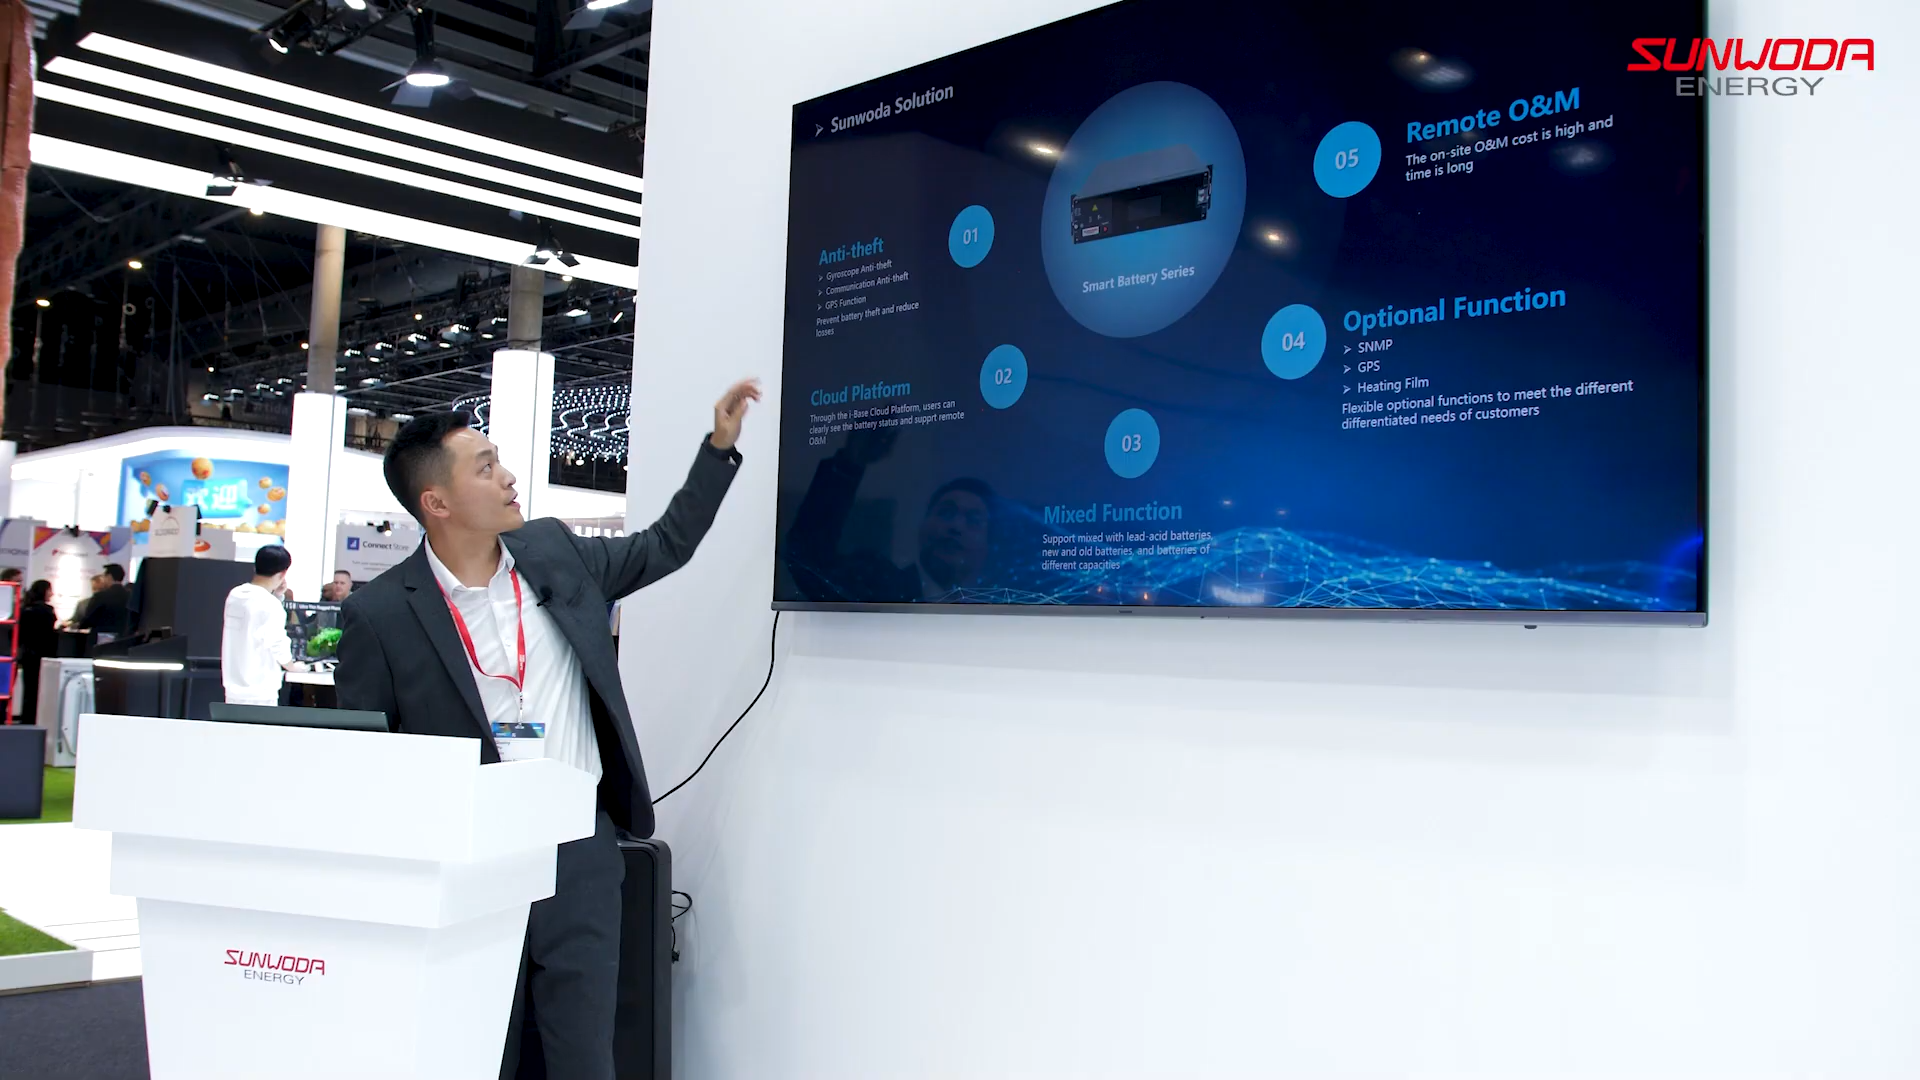 SUNWODA
ENERGY
➢ Sunwoda Solution
Smart Battery Series
01
Anti-theft
➢ Gyroscope Anti-theft
➢ Communication Anti-theft
➢ GPS Function
Prevent battery theft and reduce
losses
02
Cloud Platform
Through the i-Base Cloud Platform, users can
clearly see the battery status and supprt remote
O&M
03
Mixed Function
Support mixed with lead-acid batteries,
new and old batteries, and batteries of
different capacities
04
Optional Function
➢ SNMP
➢ GPS
➢ Heating Film
Flexible optional functions to meet the different
differentiated needs of customers
05
Remote O&M
The on-site O&M cost is high and
time is long
欢迎
Connect Store
SUNWODA
ENERGY